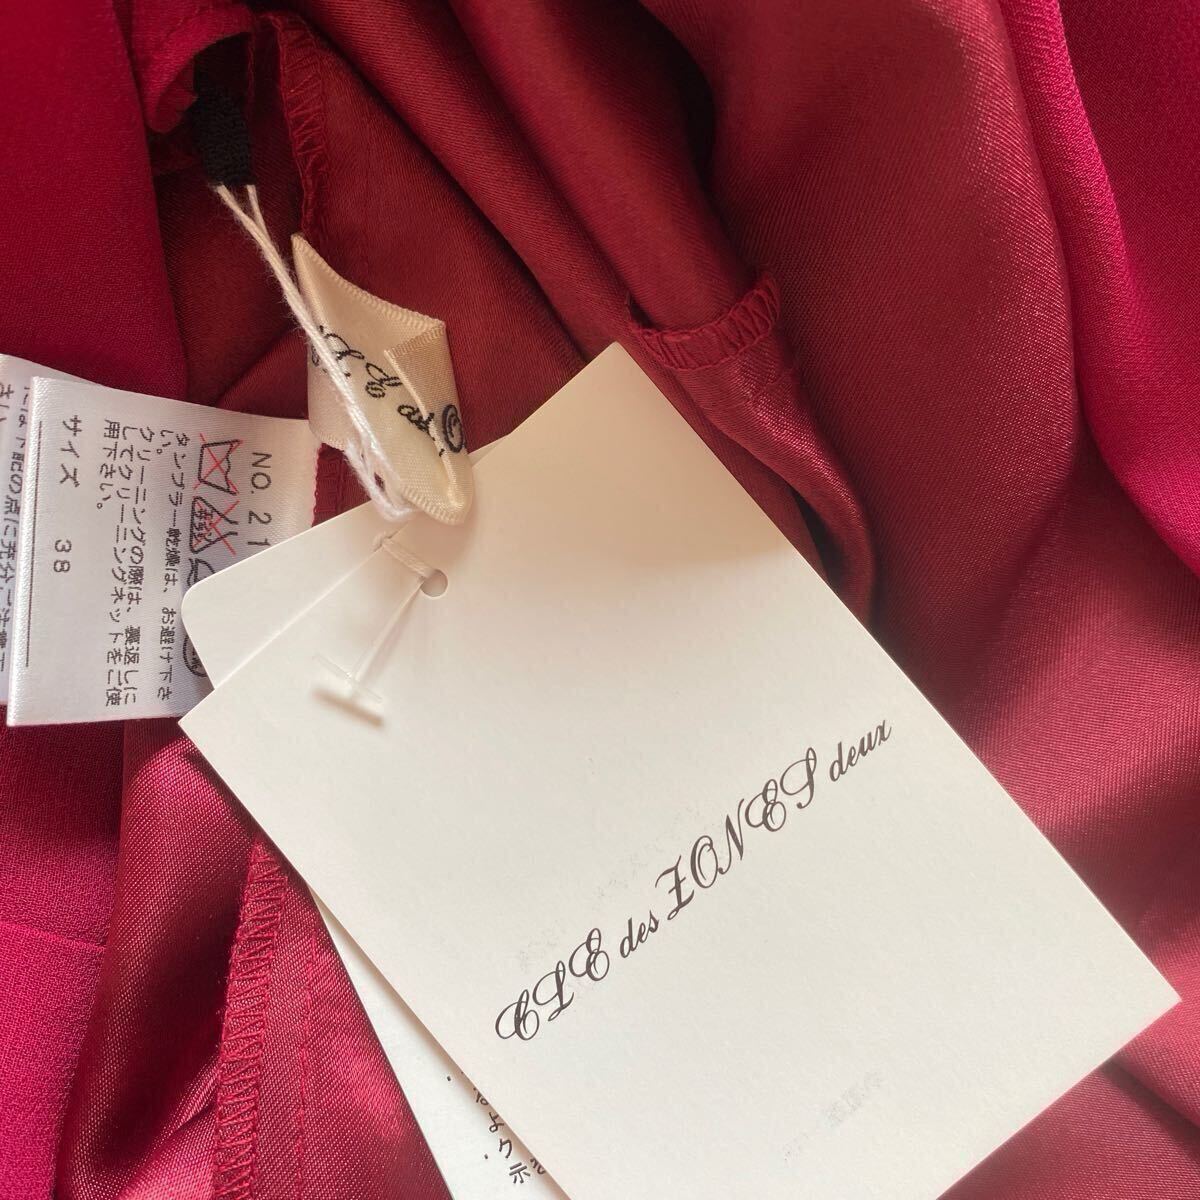 CLE des ZONES deux
NO. 21
タンブラー乾燥は、お避け下さ
い。
クリーニングの際は、裏返しに
してクリーニングネットをご使
用下さい。
サイズ 38